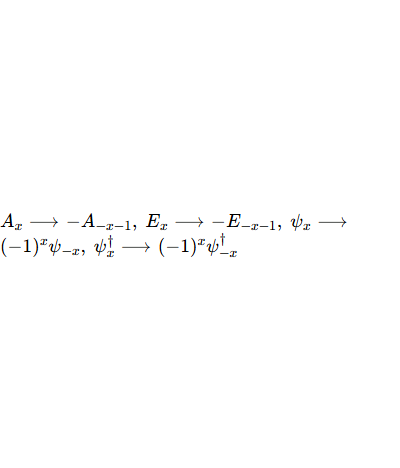 $A_x \longrightarrow -A_{-x-1},\ E_x \longrightarrow -E_{-x-1},\ \psi_x \longrightarrow$
$(-1)^x \psi_{-x},\ \psi_x^\dagger \longrightarrow (-1)^x \psi_{-x}^\dagger$